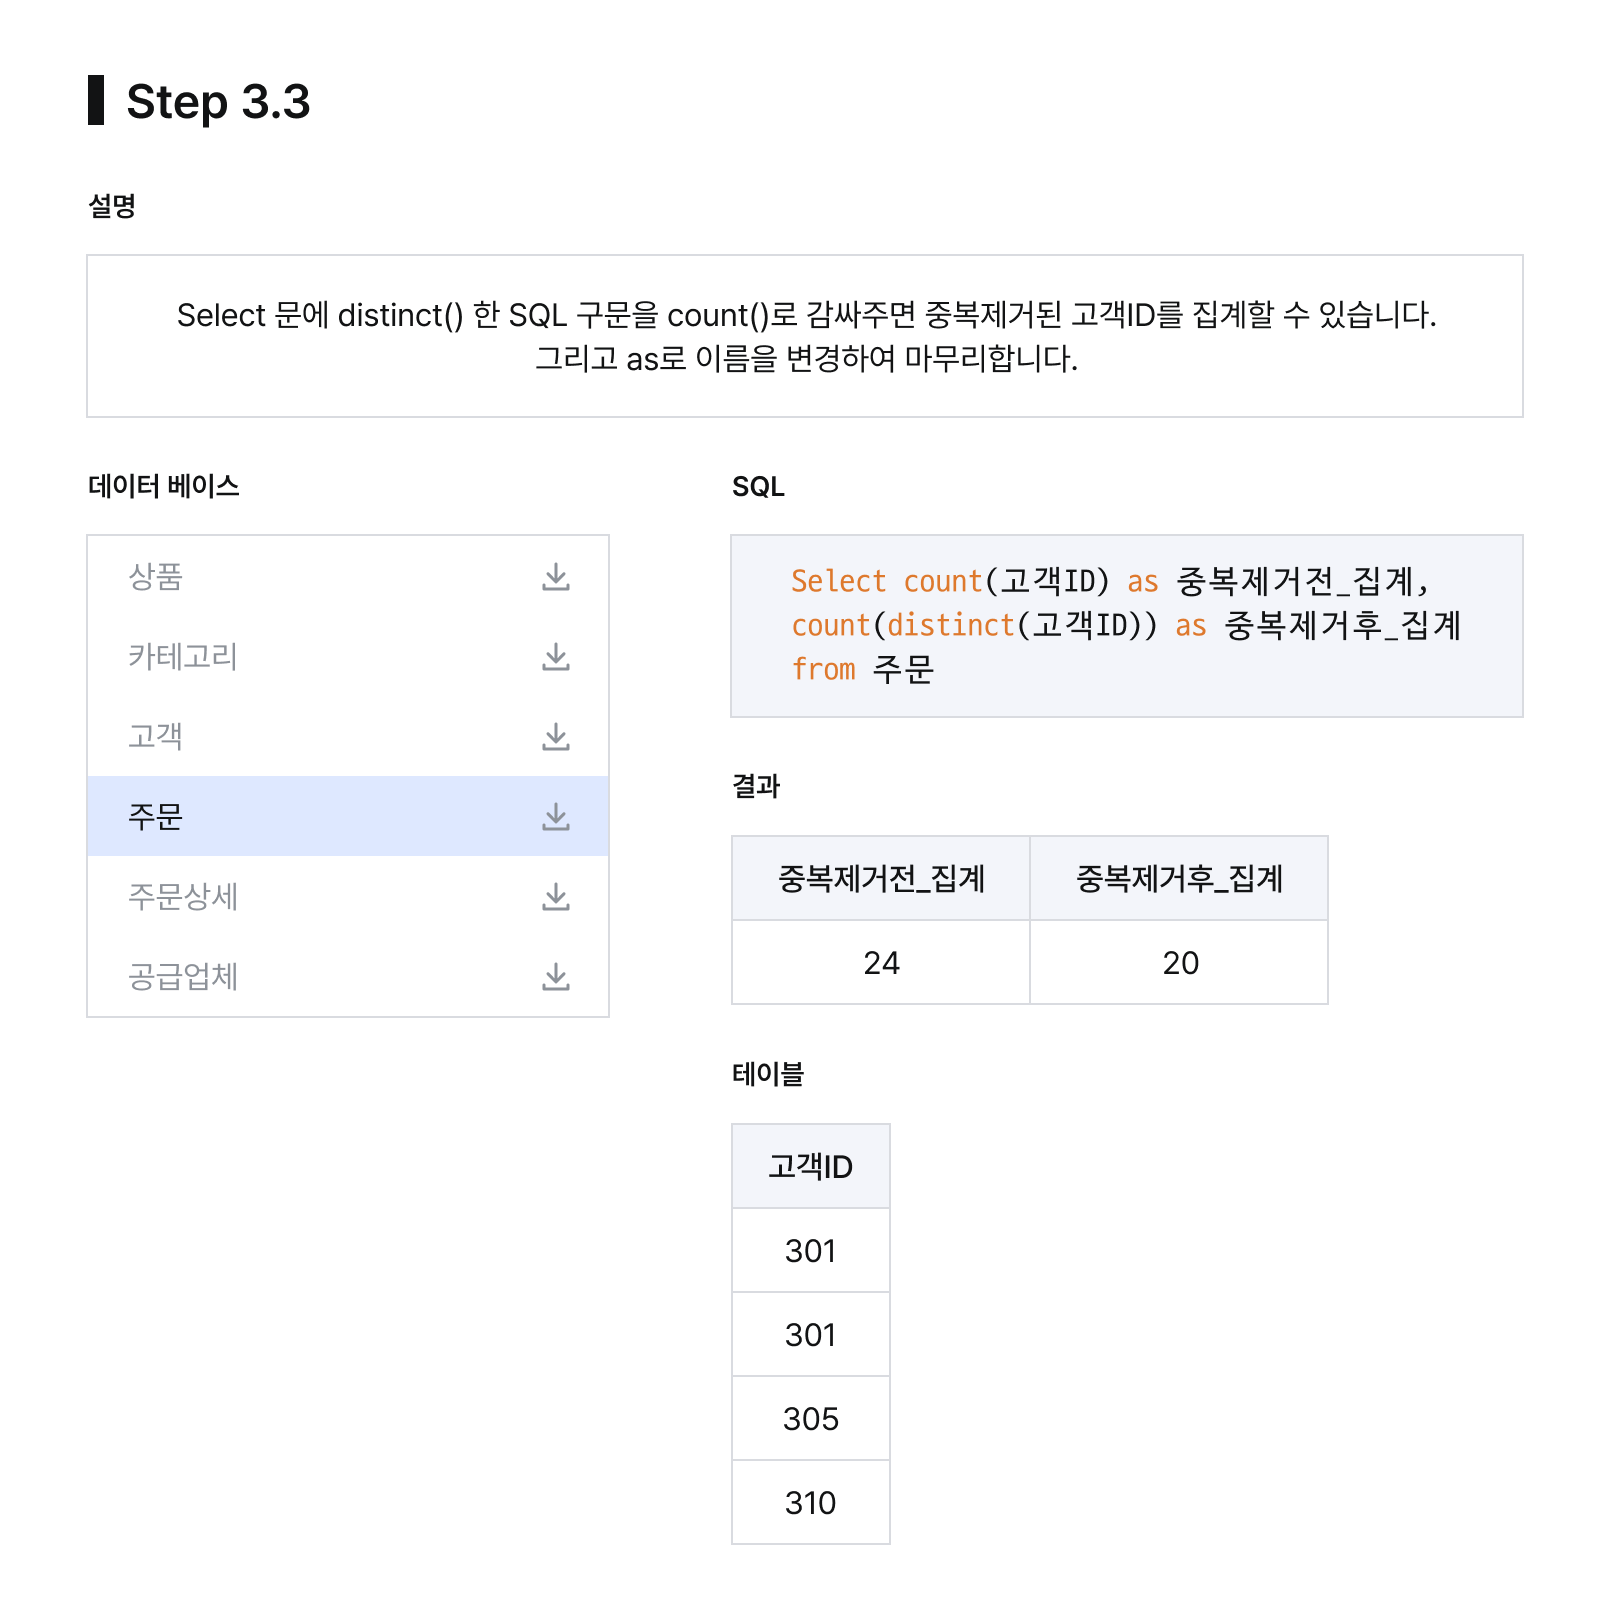 Step 3.3
설명
Select 문에 distinct() 한 SQL 구문을 count()로 감싸주면 중복제거된 고객ID를 집계할 수 있습니다.
그리고 as로 이름을 변경하여 마무리합니다.
데이터 베이스
상품
카테고리
고객
주문
주문상세
공급업체
SQL
Select count(고객ID) as 중복제거전_집계,
count(distinct(고객ID)) as 중복제거후_집계
from 주문
결과
중복제거전_집계 중복제거후_집계
24 20
테이블
고객ID
301
301
305
310